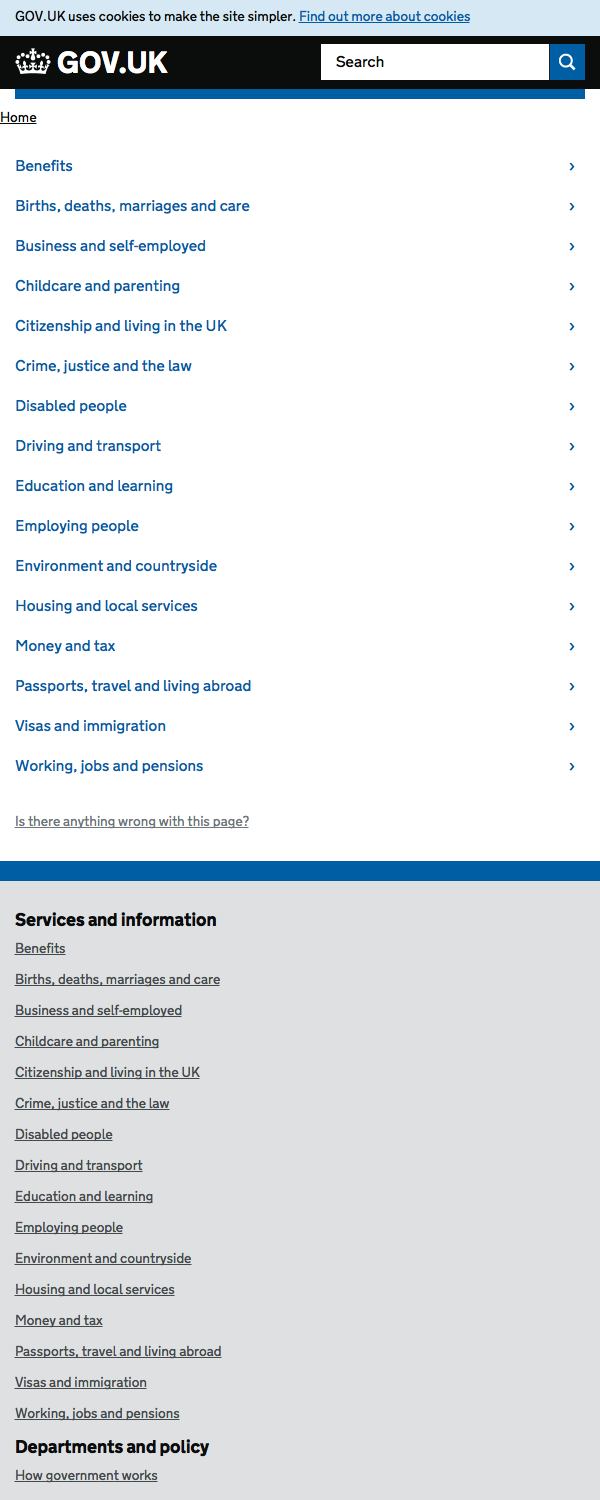 GOV.UK uses cookies to make the site simpler. Find out more about cookies
GOV.UK
Search
Home
Benefits
Births, deaths, marriages and care
Business and self-employed
Childcare and parenting
Citizenship and living in the UK
Crime, justice and the law
Disabled people
Driving and transport
Education and learning
Employing people
Environment and countryside
Housing and local services
Money and tax
Passports, travel and living abroad
Visas and immigration
Working, jobs and pensions
Is there anything wrong with this page?
Services and information
Benefits
Births, deaths, marriages and care
Business and self-employed
Childcare and parenting
Citizenship and living in the UK
Crime, justice and the law
Disabled people
Driving and transport
Education and learning
Employing people
Environment and countryside
Housing and local services
Money and tax
Passports, travel and living abroad
Visas and immigration
Working, jobs and pensions
Departments and policy
How government works